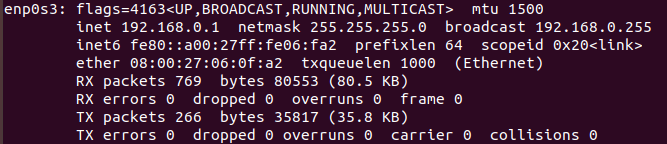 enp0s3: flags=4163<UP,BROADCAST,RUNNING,MULTICAST>  mtu 1500
inet 192.168.0.1  netmask 255.255.255.0  broadcast 192.168.0.255
inet6 fe80::a00:27ff:fe06:fa2  prefixlen 64  scopeid 0x20<link>
ether 08:00:27:06:0f:a2  txqueuelen 1000  (Ethernet)
RX packets 769  bytes 80553 (80.5 KB)
RX errors 0  dropped 0  overruns 0  frame 0
TX packets 266  bytes 35817 (35.8 KB)
TX errors 0  dropped 0 overruns 0  carrier 0  collisions 0